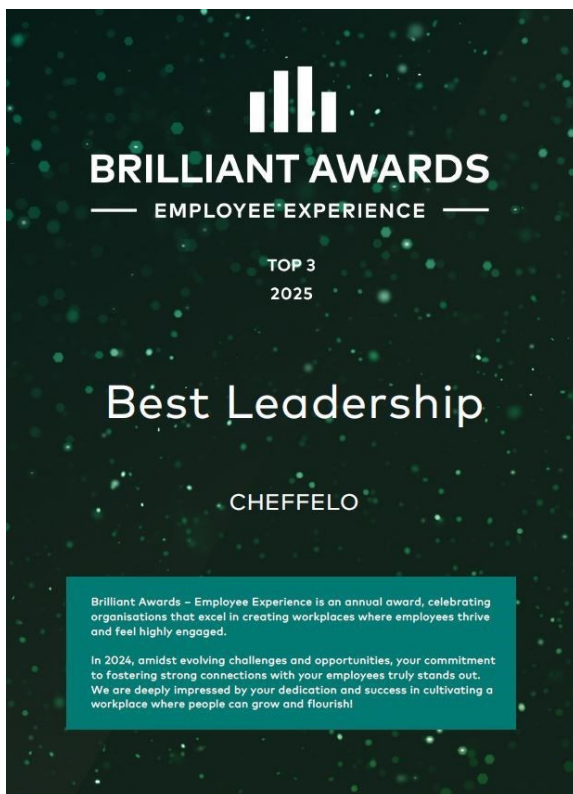 BRILLIANT AWARDS
EMPLOYEE EXPERIENCE
TOP 3
2025
Best Leadership
CHEFFELO
Brilliant Awards – Employee Experience is an annual award, celebrating
organisations that excel in creating workplaces where employees thrive
and feel highly engaged.
In 2024, amidst evolving challenges and opportunities, your commitment
to fostering strong connections with your employees truly stands out.
We are deeply impressed by your dedication and success in cultivating a
workplace where people can grow and flourish!